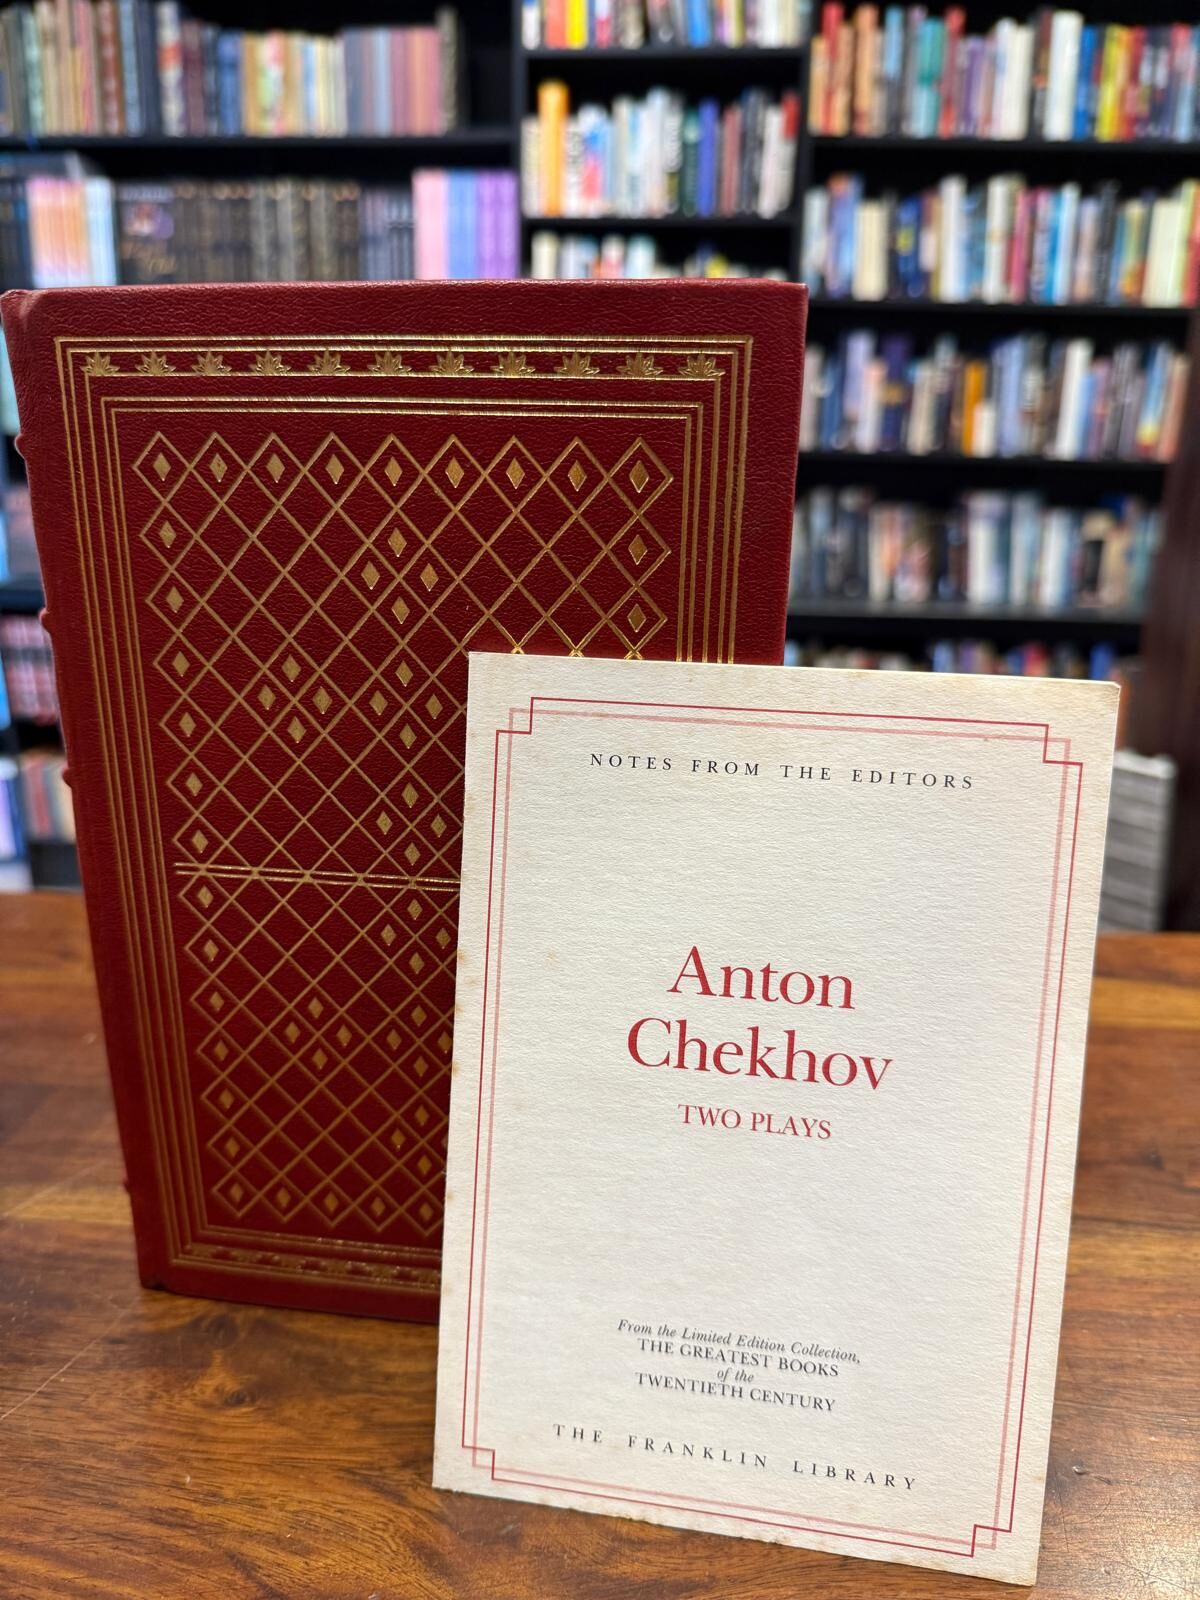 NOTES FROM THE EDITORS
Anton
Chekhov
TWO PLAYS
From the Limited Edition Collection,
THE GREATEST BOOKS
of the
TWENTIETH CENTURY
THE FRANKLIN LIBRARY